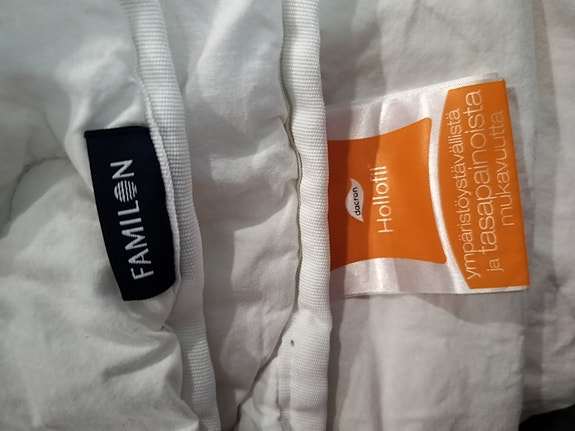 FAMILON
dacron
Hollofil
ympäristöystävällistä
ja tasapainoista
mukavuutta